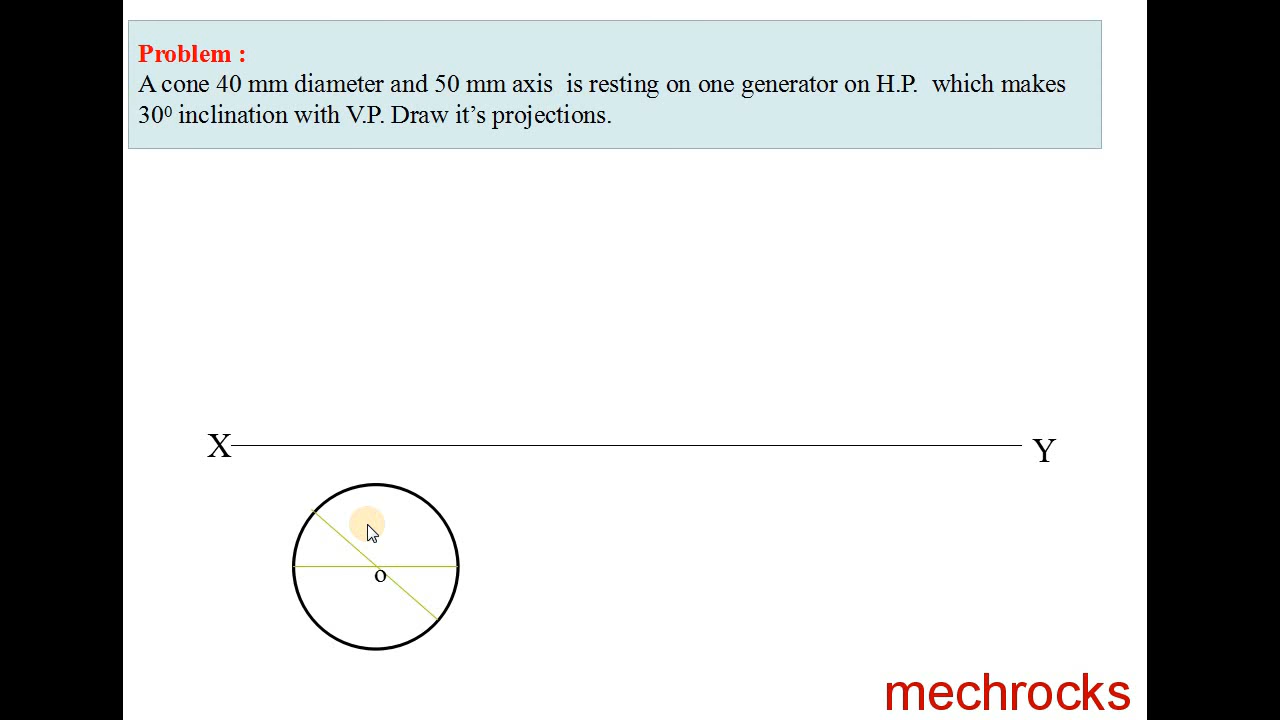 Problem :
A cone 40 mm diameter and 50 mm axis  is resting on one generator on H.P.  which makes
30⁰ inclination with V.P. Draw it’s projections.
X
Y
o
mechrocks